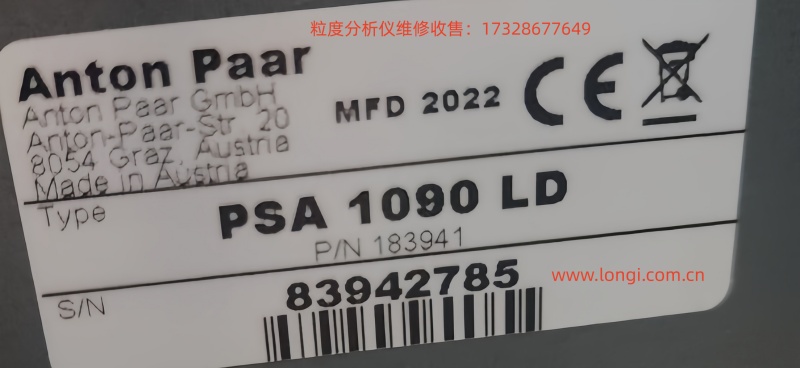 粒度分析仪维修收售：17328677649
Anton Paar
Anton Paar GmbH
Anton-Paar-Str. 20
8054 Graz, Austria
Made in Austria
MFD 2022
CE
Type
PSA 1090 LD
P/N 183941
S/N
83942785
www.longi.com.cn